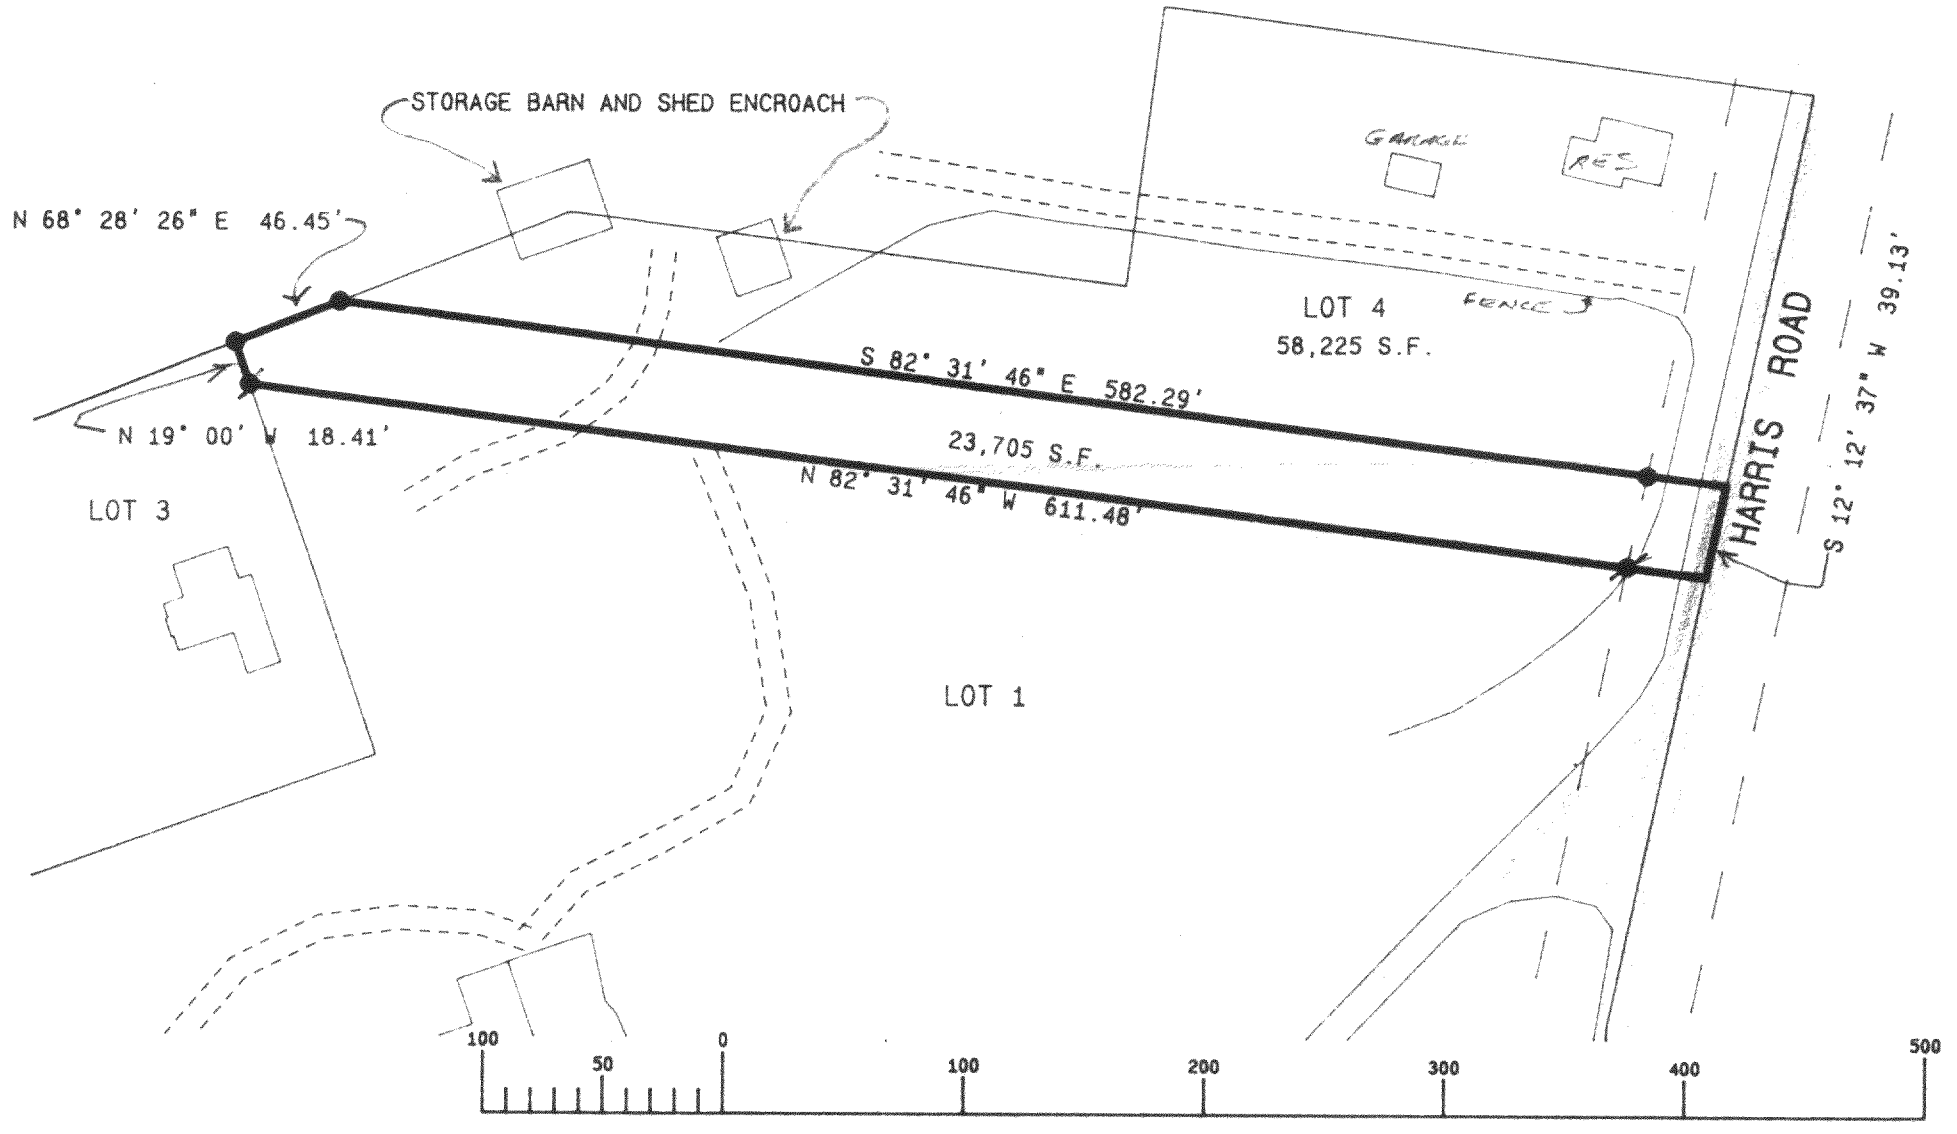 STORAGE BARN AND SHED ENCROACH
GARAGE
RES
N 68° 28' 26" E 46.45'
FENCE
LOT 4
58,225 S.F.
HARRIS ROAD
S 12° 12' 37" W 39.13'
S 82° 31' 46" E 582.29'
N 19° 00' W 18.41'
23,705 S.F.
N 82° 31' 46" W 611.48'
LOT 3
LOT 1
100 50 0 100 200 300 400 500